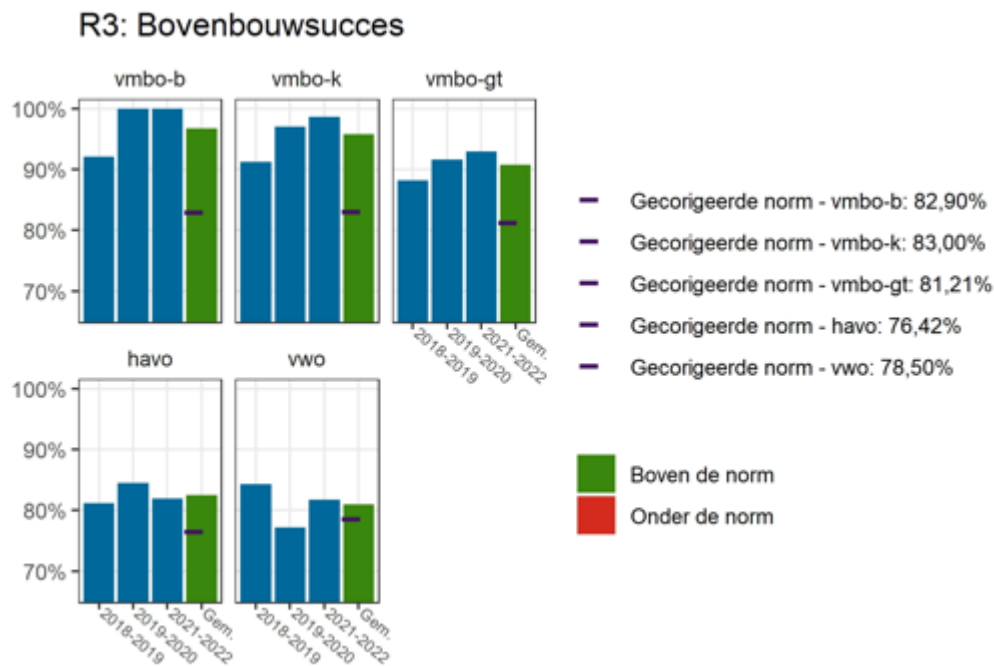 R3: Bovenbouwsucces
vmbo-b
vmbo-k
vmbo-gt
100%
90%
80%
70%
2018-2019
2019-2020
2021-2022
Gem.
havo
vwo
100%
90%
80%
70%
2018-2019
2019-2020
2021-2022
Gem.
2018-2019
2019-2020
2021-2022
Gem.
Gecorigeerde norm - vmbo-b: 82,90%
Gecorigeerde norm - vmbo-k: 83,00%
Gecorigeerde norm - vmbo-gt: 81,21%
Gecorigeerde norm - havo: 76,42%
Gecorigeerde norm - vwo: 78,50%
Boven de norm
Onder de norm